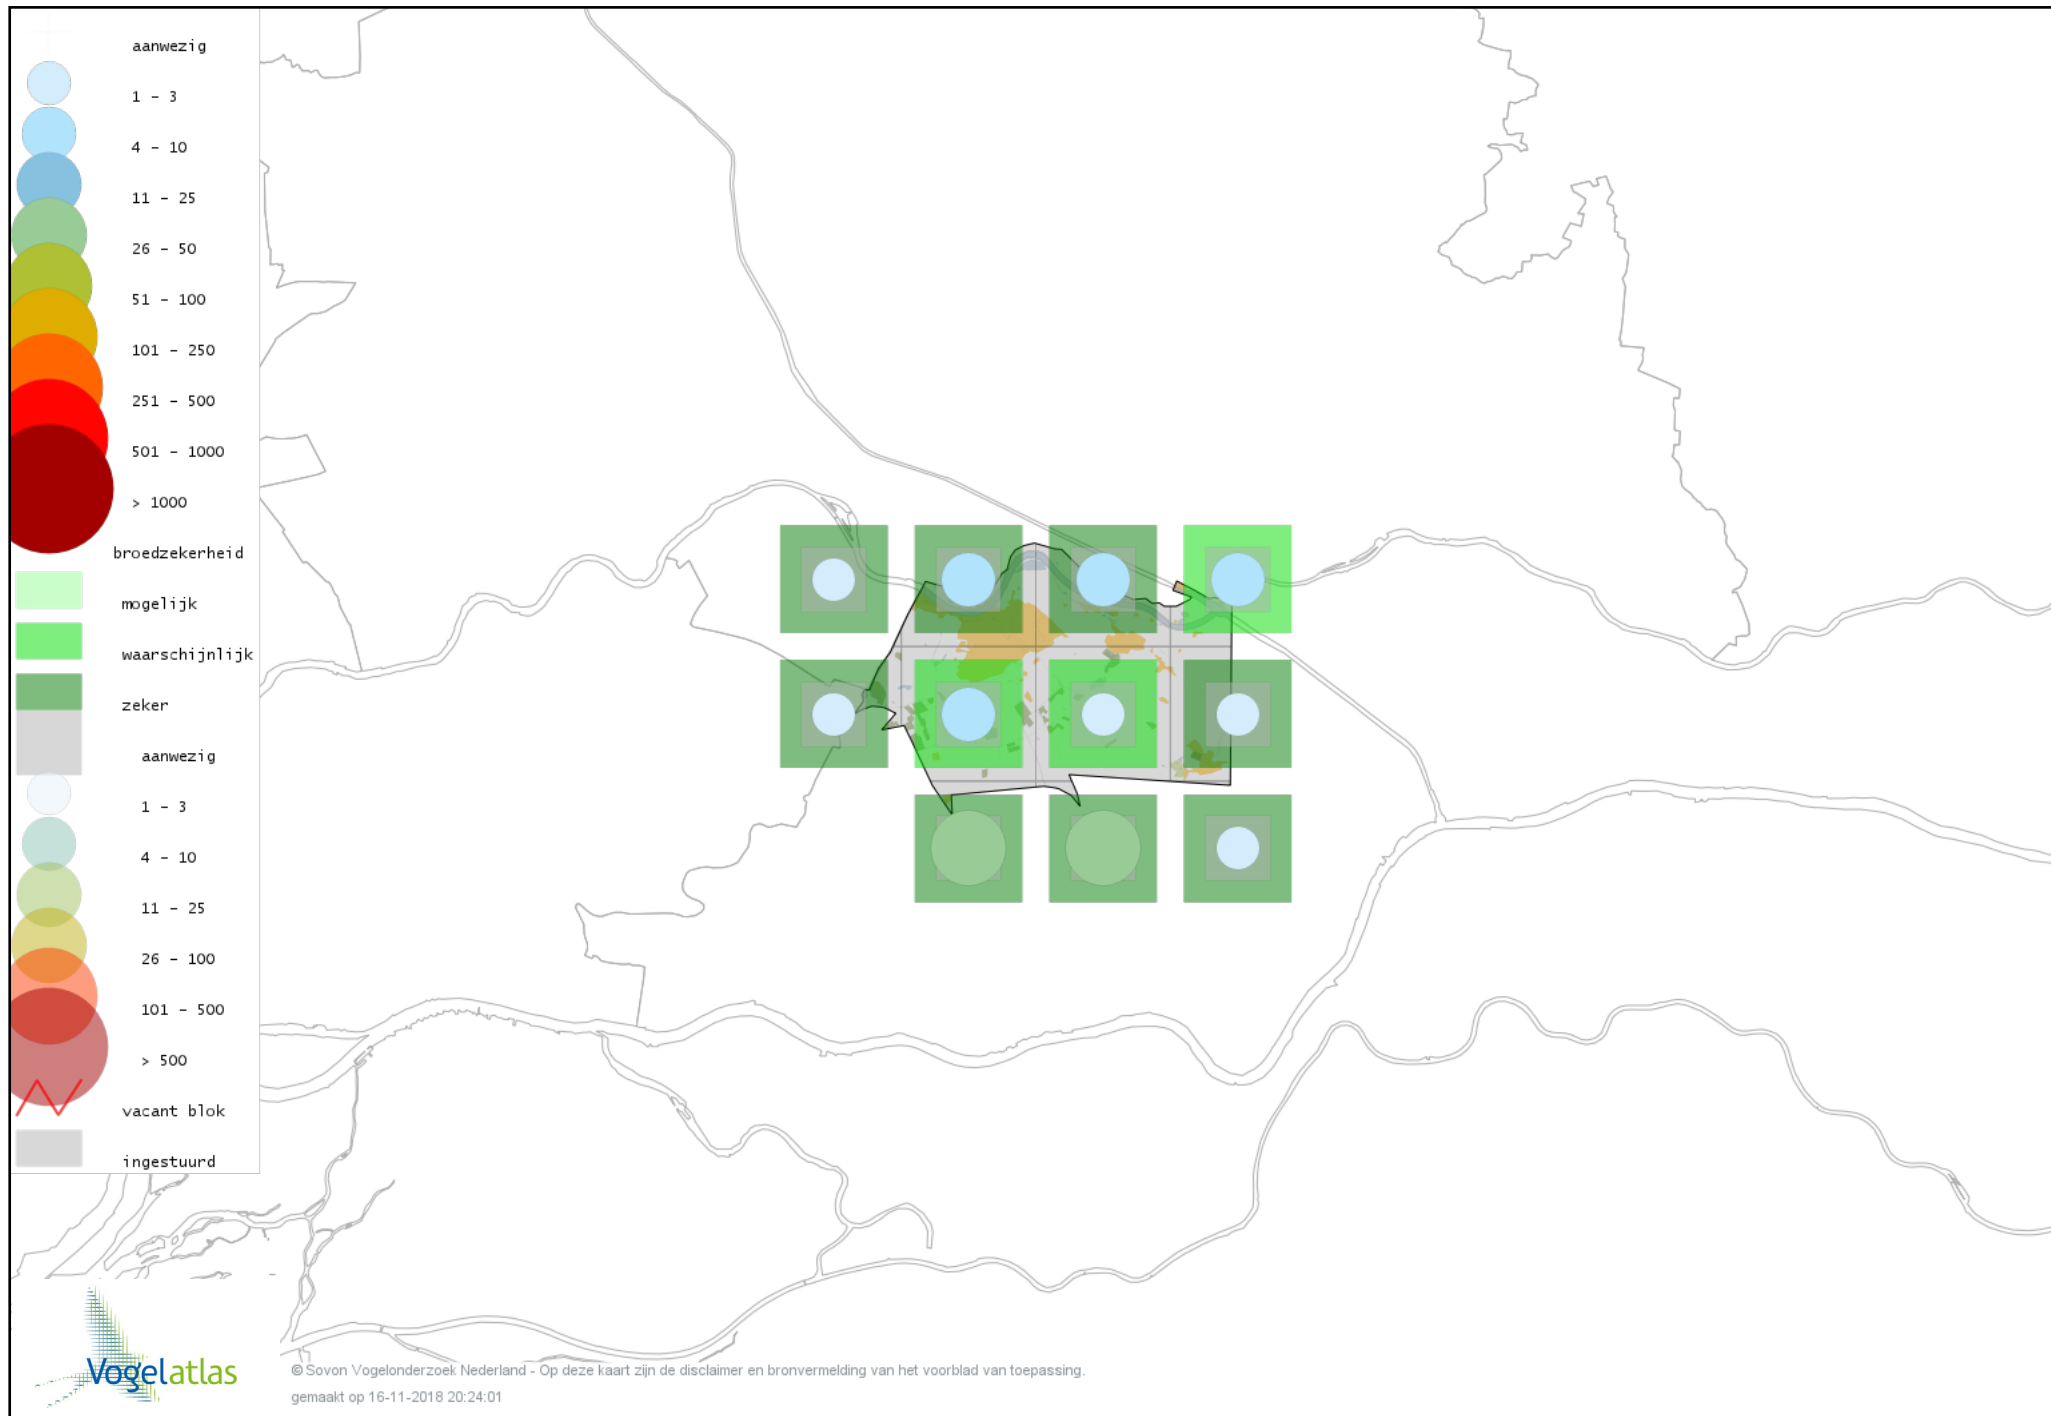 aanwezig
1 - 3
4 - 10
11 - 25
26 - 50
51 - 100
101 - 250
251 - 500
501 - 1000
> 1000
broedzekerheid
mogelijk
waarschijnlijk
zeker
aanwezig
1 - 3
4 - 10
11 - 25
26 - 100
101 - 500
> 500
vacant blok
ingestuurd
Vogelatlas
© Sovon Vogelonderzoek Nederland - Op deze kaart zijn de disclaimer en bronvermelding van het voorblad van toepassing.
gemaakt op 16-11-2018 20:24:01